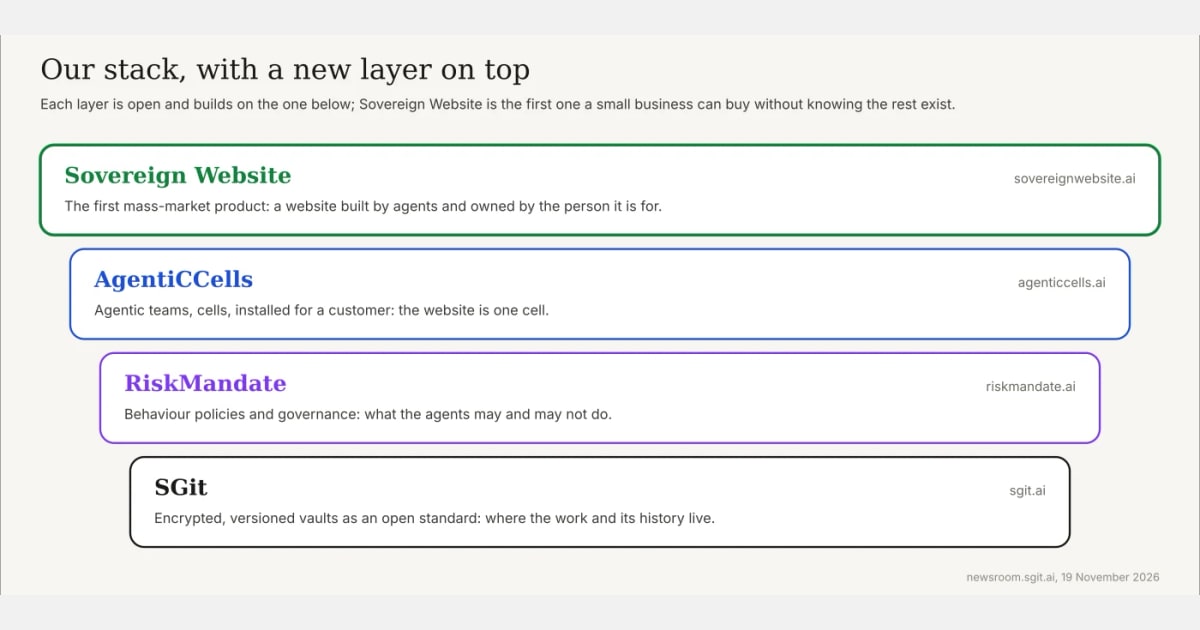 Our stack, with a new layer on top
Each layer is open and builds on the one below; Sovereign Website is the first one a small business can buy without knowing the rest exist.
Sovereign Website
sovereignwebsite.ai
The first mass-market product: a website built by agents and owned by the person it is for.
AgentiCCells
agenticcells.ai
Agentic teams, cells, installed for a customer: the website is one cell.
RiskMandate
riskmandate.ai
Behaviour policies and governance: what the agents may and may not do.
SGit
sgit.ai
Encrypted, versioned vaults as an open standard: where the work and its history live.
newsroom.sgit.ai, 19 November 2026